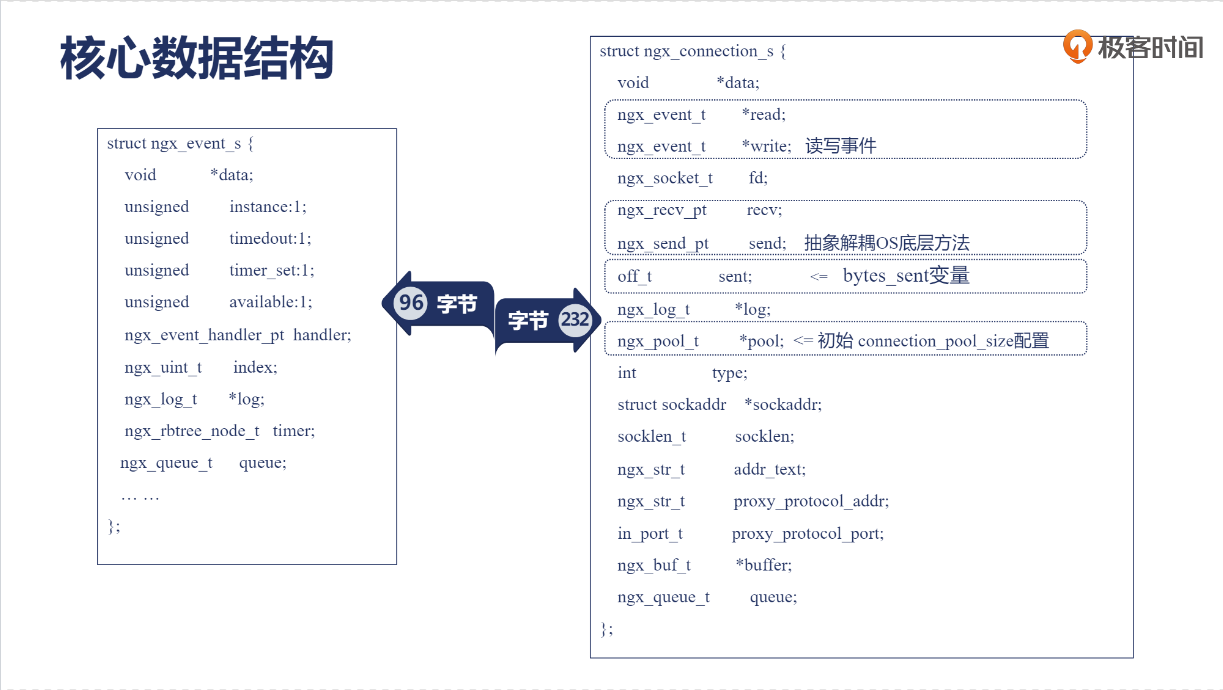 核心数据结构
极客时间
struct ngx_event_s {
void *data;
unsigned instance:1;
unsigned timedout:1;
unsigned timer_set:1;
unsigned available:1;
ngx_event_handler_pt handler;
ngx_uint_t index;
ngx_log_t *log;
ngx_rbtree_node_t timer;
ngx_queue_t queue;
… …
};
96 字节
字节 232
struct ngx_connection_s {
void *data;
ngx_event_t *read;
ngx_event_t *write; 读写事件
ngx_socket_t fd;
ngx_recv_pt recv;
ngx_send_pt send; 抽象解耦OS底层方法
off_t sent; <= bytes_sent变量
ngx_log_t *log;
ngx_pool_t *pool; <= 初始 connection_pool_size配置
int type;
struct sockaddr *sockaddr;
socklen_t socklen;
ngx_str_t addr_text;
ngx_str_t proxy_protocol_addr;
in_port_t proxy_protocol_port;
ngx_buf_t *buffer;
ngx_queue_t queue;
};